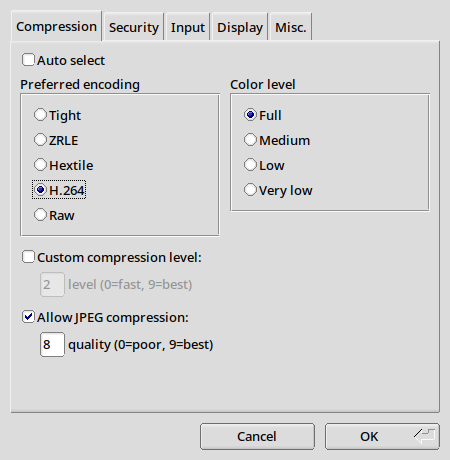 Compression Security Input Display Misc.
Auto select
Preferred encoding Color level
Tight Full
ZRLE Medium
Hextile Low
H.264 Very low
Raw
Custom compression level:
2 level (0=fast, 9=best)
Allow JPEG compression:
8 quality (0=poor, 9=best)
Cancel OK